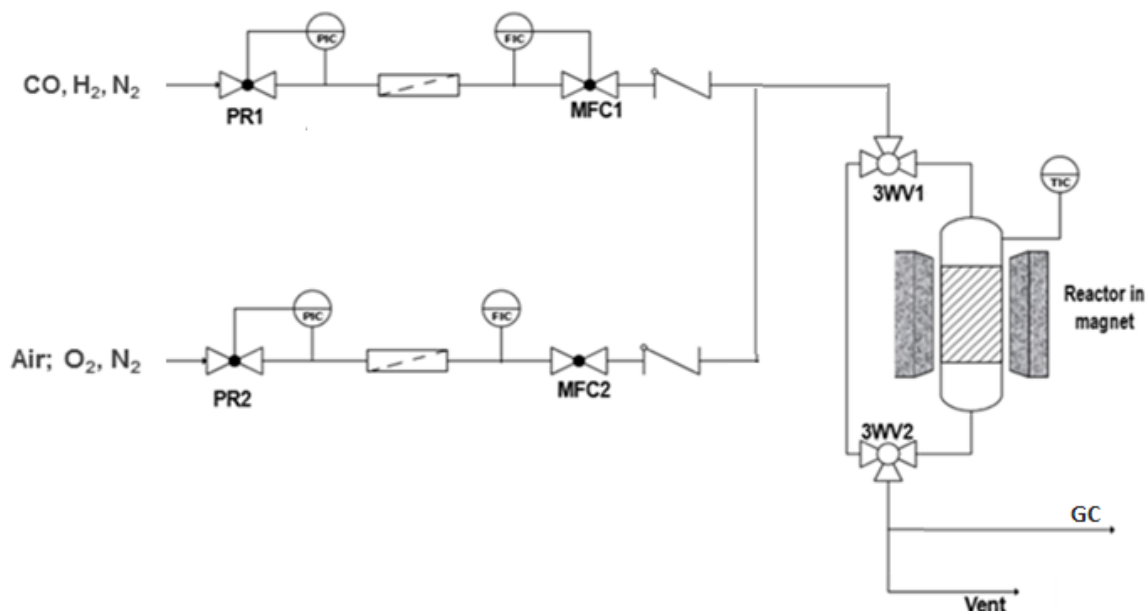 PIC
FIC
CO, H₂, N₂
PR1
MFC1
3WV1
TIC
Reactor in
magnet
PIC
FIC
Air; O₂, N₂
PR2
MFC2
3WV2
GC
Vent